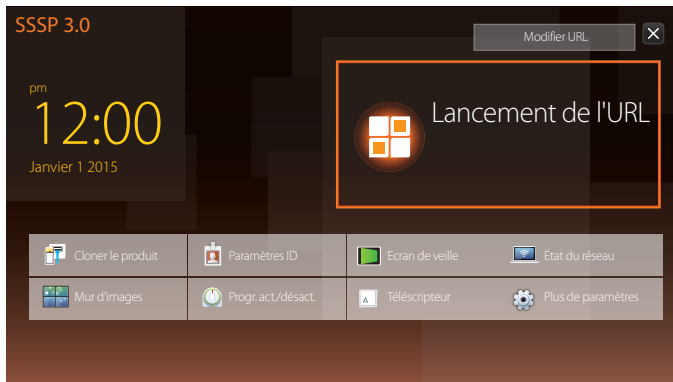 SSSP 3.0
Modifier URL
pm
12:00
Janvier 1 2015
Lancement de l'URL
Cloner le produit
Paramètres ID
Ecran de veille
État du réseau
Mur d'images
Progr. act./désact.
A
Téléscripteur
Plus de paramètres